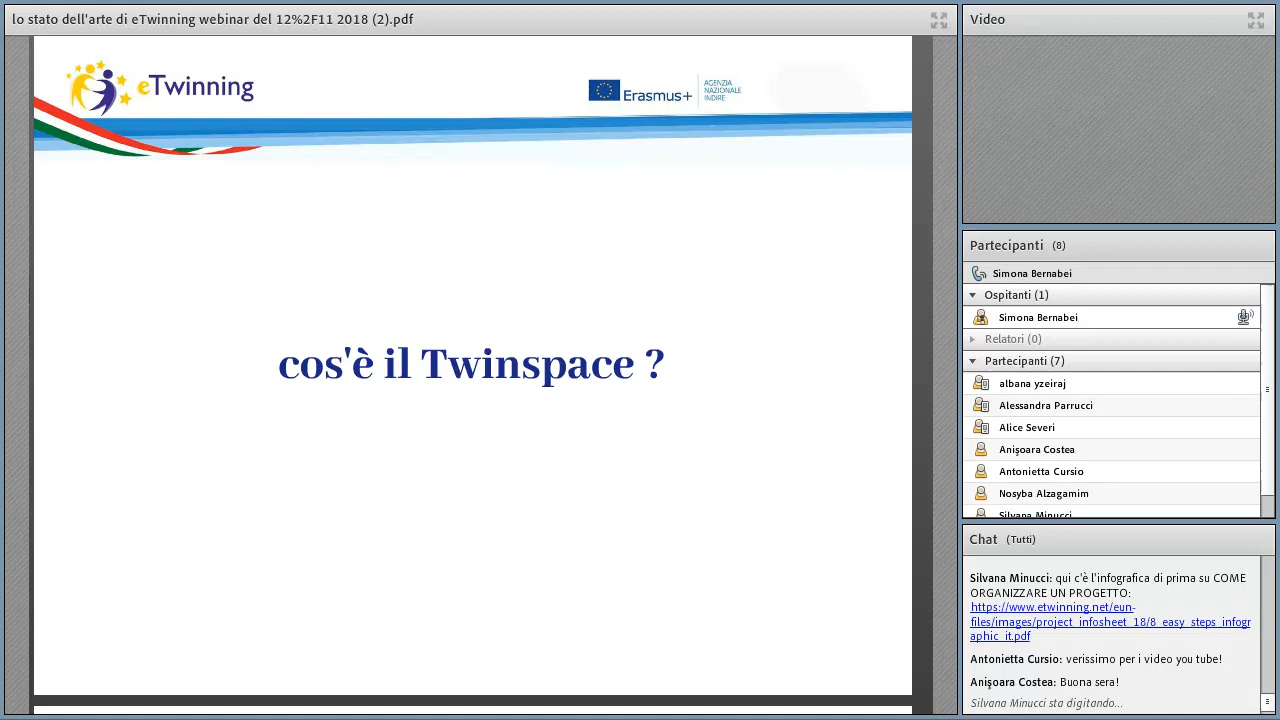 lo stato dell'arte di eTwinning webinar del 12%2F11 2018 (2).pdf
eTwinning
Erasmus+
AGENZIA
NAZIONALE
INDIRE
cos'è il Twinspace ?
Video
Partecipanti (8)
Simona Bernabei
Ospitanti (1)
Simona Bernabei
Relatori (0)
Partecipanti (7)
albana yzeiraj
Alessandra Parrucci
Alice Severi
Anişoara Costea
Antonietta Cursio
Nosyba Alzagamim
Silvana Minucci
Chat (Tutti)
Silvana Minucci: qui c'è l'infografica di prima su COME
ORGANIZZARE UN PROGETTO:
https://www.etwinning.net/eun-
files/images/project_infosheet_18/8_easy_steps_infogr
aphic_it.pdf
Antonietta Cursio: verissimo per i video you tube!
Anişoara Costea: Buona sera!
Silvana Minucci sta digitando...